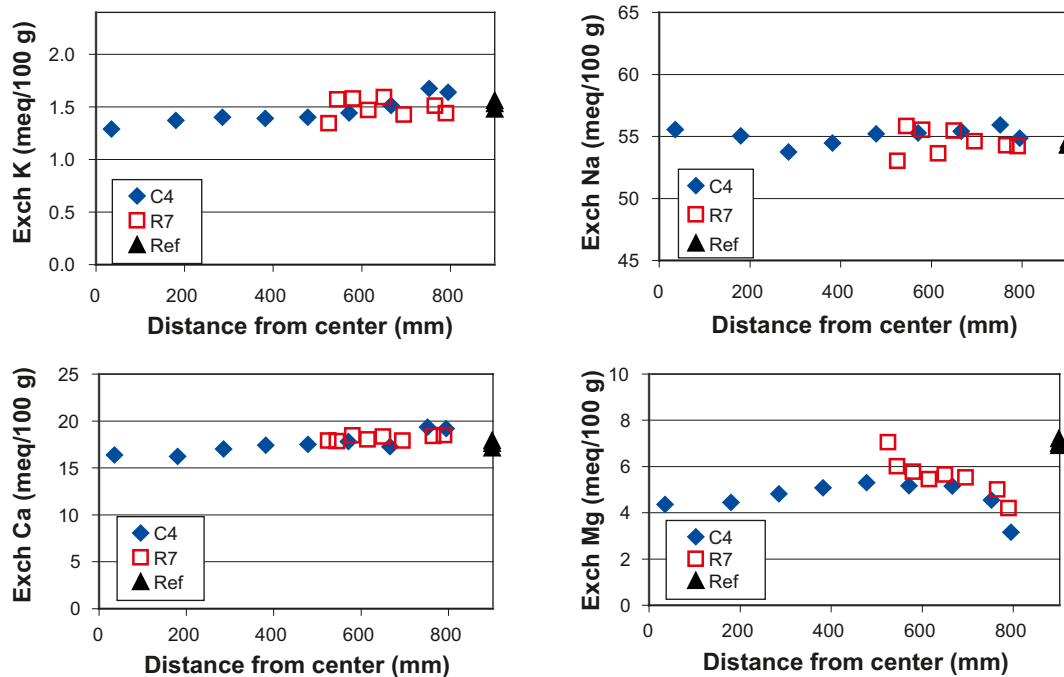 Exch K (meq/100 g)
2.0
1.5
1.0
0.5
0.0
C4
R7
Ref
0 200 400 600 800
Distance from center (mm)
Exch Na (meq/100 g)
65
60
55
50
45
C4
R7
Ref
0 200 400 600 800
Distance from center (mm)
Exch Ca (meq/100 g)
25
20
15
10
5
0
C4
R7
Ref
0 200 400 600 800
Distance from center (mm)
Exch Mg (meq/100 g)
10
8
6
4
2
0
C4
R7
Ref
0 200 400 600 800
Distance from center (mm)